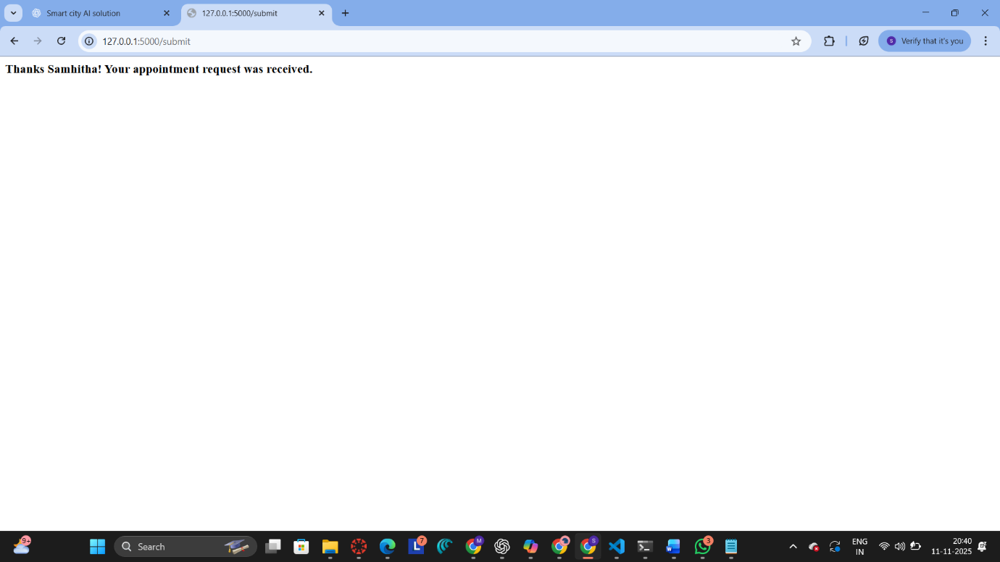 Smart city AI solution
127.0.0.1:5000/submit
127.0.0.1:5000/submit
Verify that it's you
S
Thanks Samhitha! Your appointment request was received.
9+
Search
L
7
M
S
W
3
ENG
IN
20:40
11-11-2025